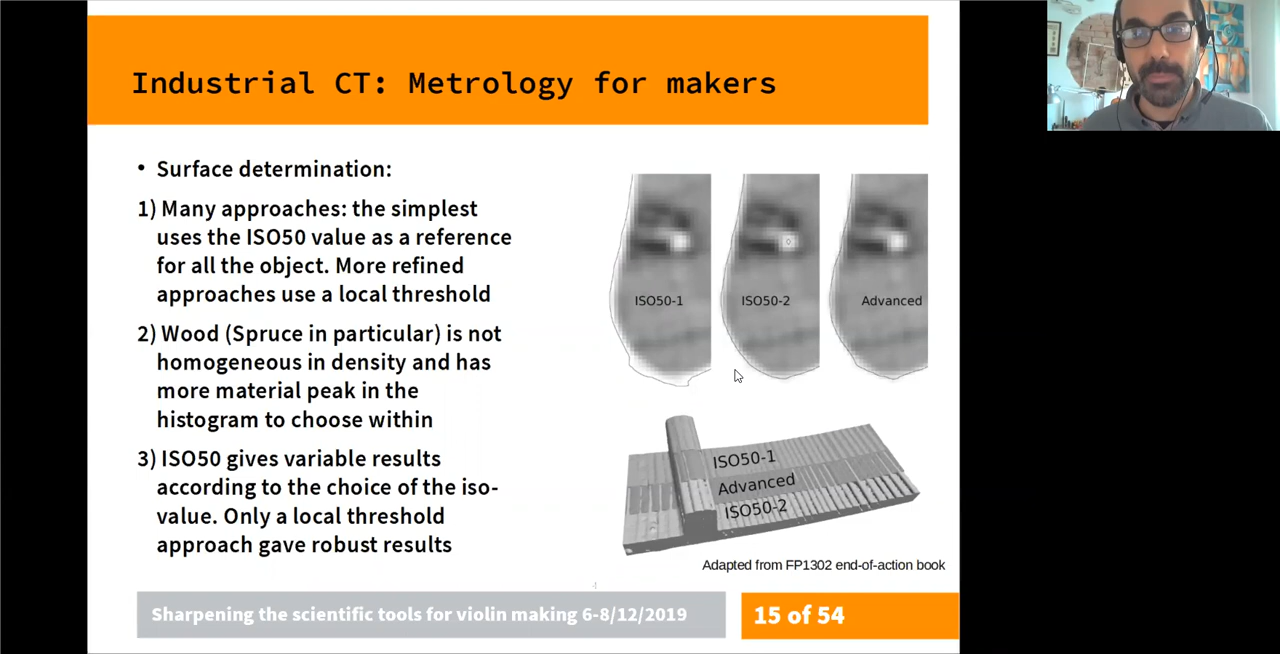 Industrial CT: Metrology for makers
• Surface determination:
1) Many approaches: the simplest
uses the ISO50 value as a reference
for all the object. More refined
approaches use a local threshold
2) Wood (Spruce in particular) is not
homogeneous in density and has
more material peak in the
histogram to choose within
3) ISO50 gives variable results
according to the choice of the iso-
value. Only a local threshold
approach gave robust results
ISO50-1
ISO50-2
Advanced
ISO50-1
Advanced
ISO50-2
Adapted from FP1302 end-of-action book
Sharpening the scientific tools for violin making 6-8/12/2019
15 of 54